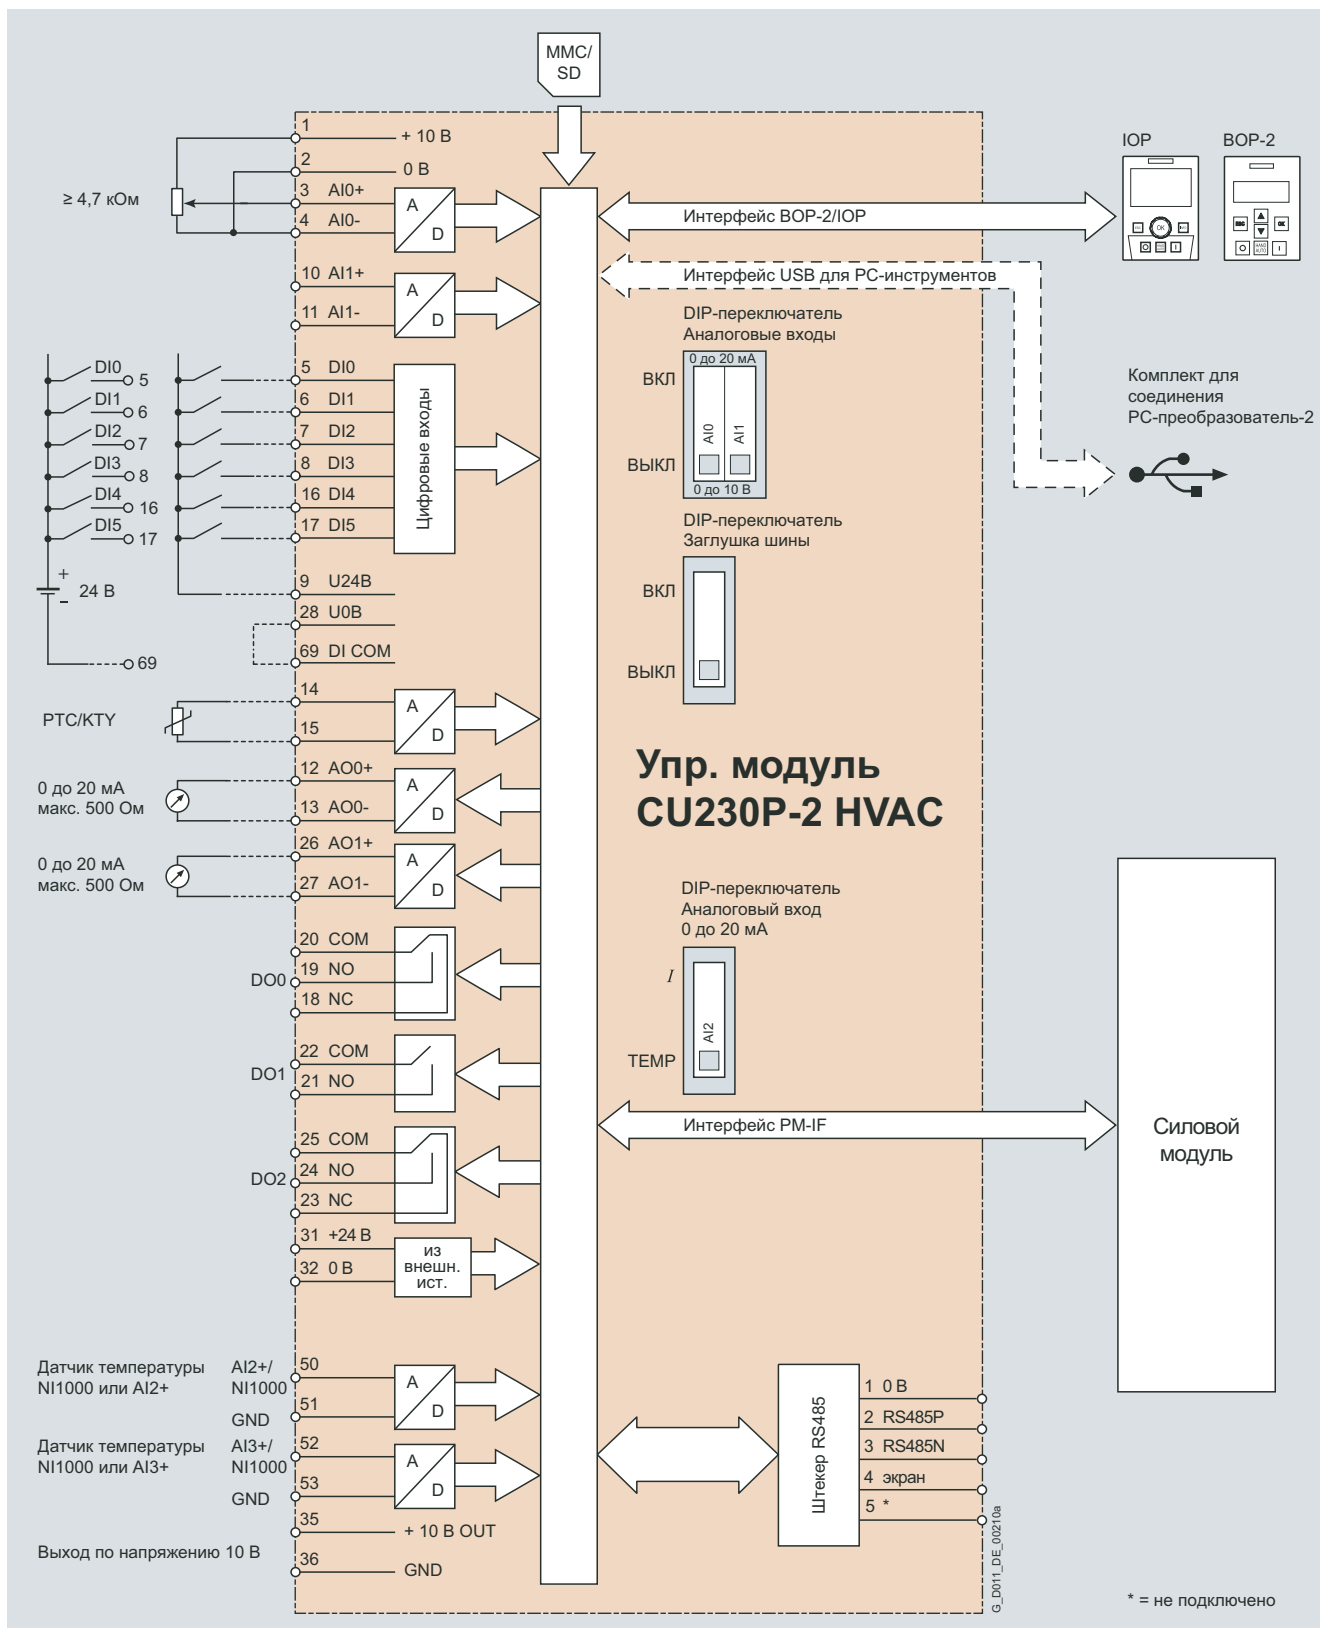 MMC/
SD
1
+ 10 В
2
0 В
≥ 4,7 кОм
3 AI0+
4 AI0-
A
D
10 AI1+
11 AI1-
A
D
Интерфейс BOP-2/IOP
IOP
BOP-2
ESC
OK
HAND
AUTO
OK
Интерфейс USB для PC-инструментов
DIP-переключатель
Аналоговые входы
0 до 20 мА
ВКЛ
AI0
AI1
ВЫКЛ
0 до 10 В
Комплект для
соединения
PC-преобразователь-2
DI0
5
DI1
6
DI2
7
DI3
8
DI4
16
DI5
17
+
24 В
–
69
5 DI0
6 DI1
7 DI2
8 DI3
16 DI4
17 DI5
Цифровые входы
9 U24В
28 U0В
69 DI COM
DIP-переключатель
Заглушка шины
ВКЛ
ВЫКЛ
PTC/KTY
14
15
A
D
Упр. модуль
CU230P-2 HVAC
0 до 20 мА
макс. 500 Ом
12 AO0+
13 AO0-
A
D
0 до 20 мА
макс. 500 Ом
26 AO1+
27 AO1-
A
D
DIP-переключатель
Аналоговый вход
0 до 20 мА
I
AI2
TEMP
DO0
20 COM
19 NO
18 NC
DO1
22 COM
21 NO
DO2
25 COM
24 NO
23 NC
Интерфейс PM-IF
Силовой
модуль
31 +24 В
32 0 В
из
внешн.
ист.
Датчик температуры
NI1000 или AI2+
AI2+/
NI1000
50
GND
51
A
D
Датчик температуры
NI1000 или AI3+
AI3+/
NI1000
52
GND
53
A
D
35
+ 10 В OUT
Выход по напряжению 10 В
36
GND
Штекер RS485
1 0 В
2 RS485P
3 RS485N
4 экран
5 *
G_D011_DE_00210a
* = не подключено